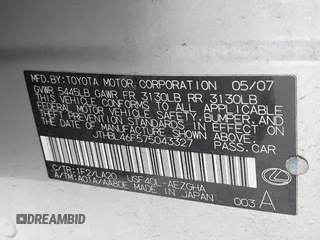 MFD. BY: TOYOTA MOTOR CORPORATION 05/07
GVWR 5445LB GAWR FR 3130LB RR 3130LB
THIS VEHICLE CONFORMS TO ALL APPLICABLE
FEDERAL MOTOR VEHICLE SAFETY, BUMPER, AND
THEFT PREVENTION STANDARDS IN EFFECT ON
THE DATE OF MANUFACTURE SHOWN ABOVE.
JTHBL46F575043327 PASS. CAR
C/TR: 1F2/LA20 USF40L-AEZGHA
A/TM: A01A/AA80E MADE IN JAPAN 003 A
DREAMBID